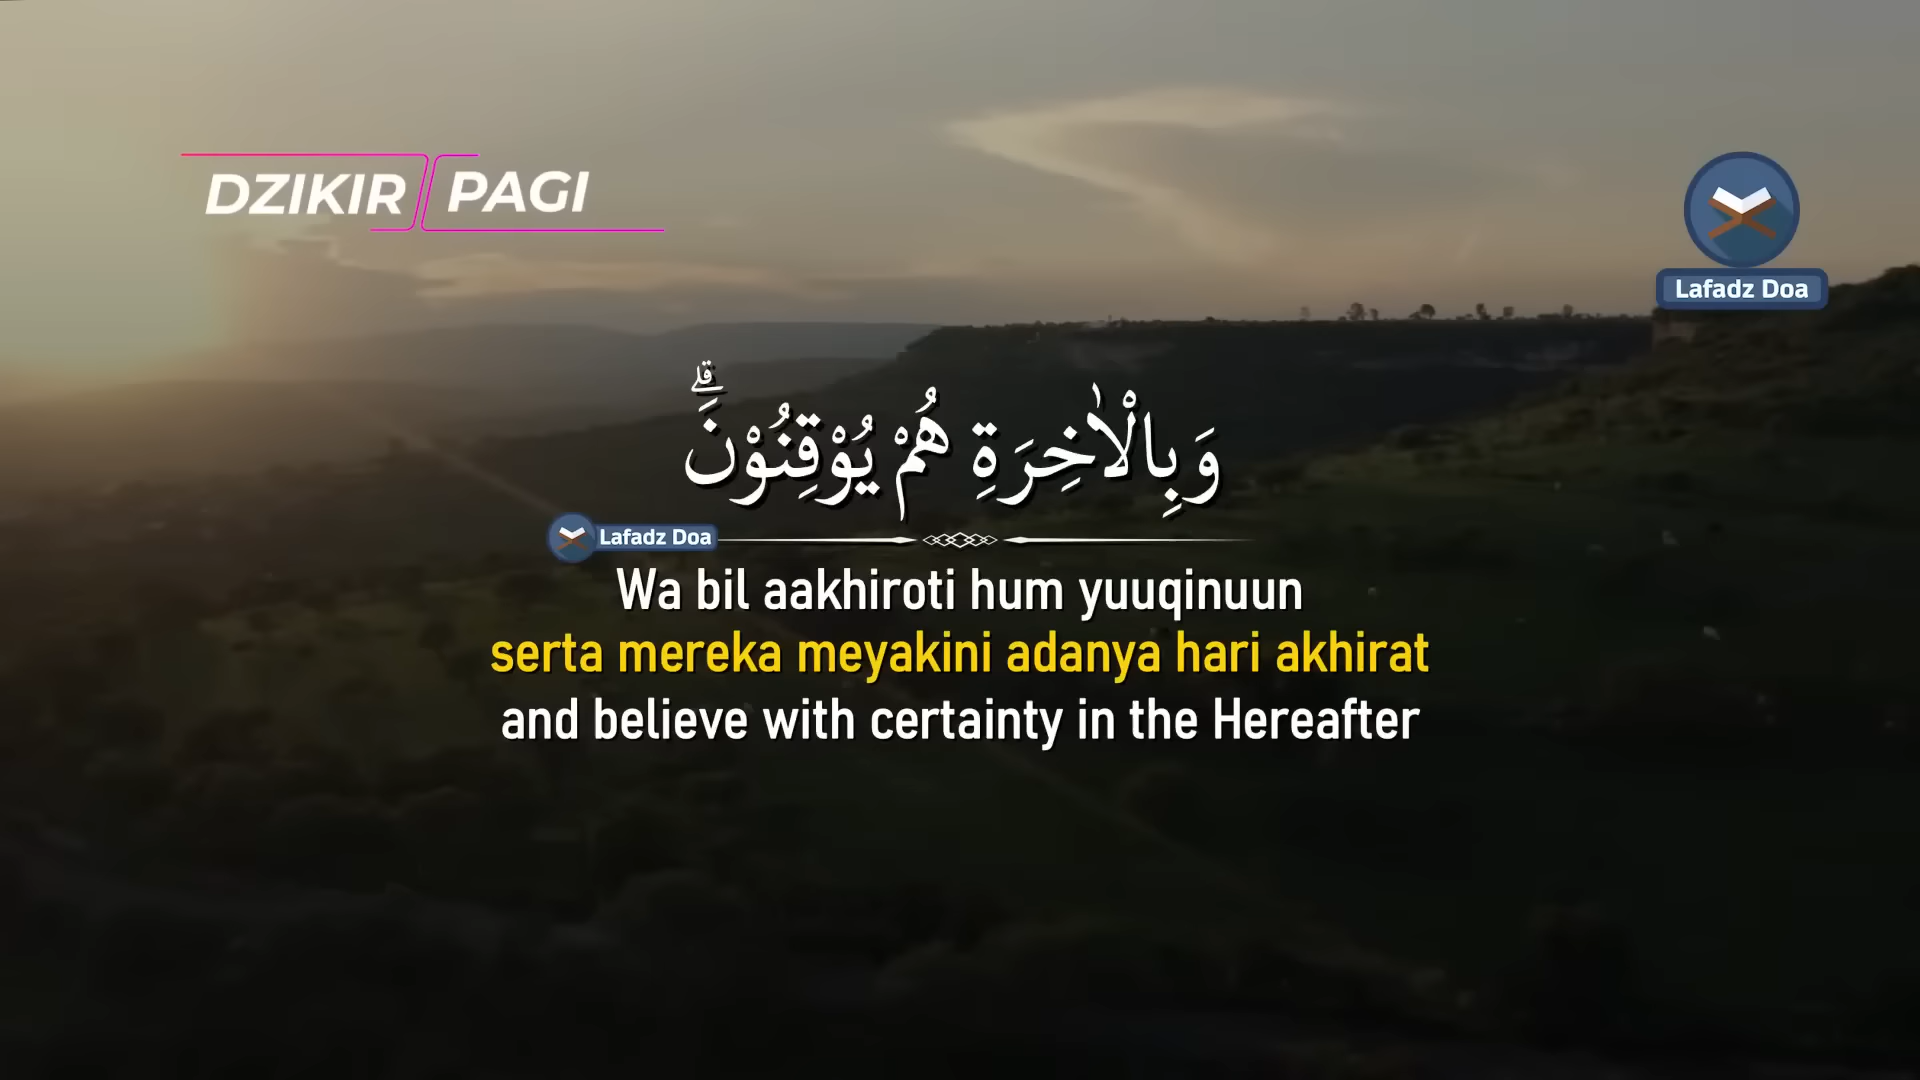 DZIKIR PAGI
Lafadz Doa
وَبِالْاٰخِرَةِ هُمْ يُوْقِنُوْنَۗ
Lafadz Doa
Wa bil aakhiroti hum yuuqinuun
serta mereka meyakini adanya hari akhirat
and believe with certainty in the Hereafter